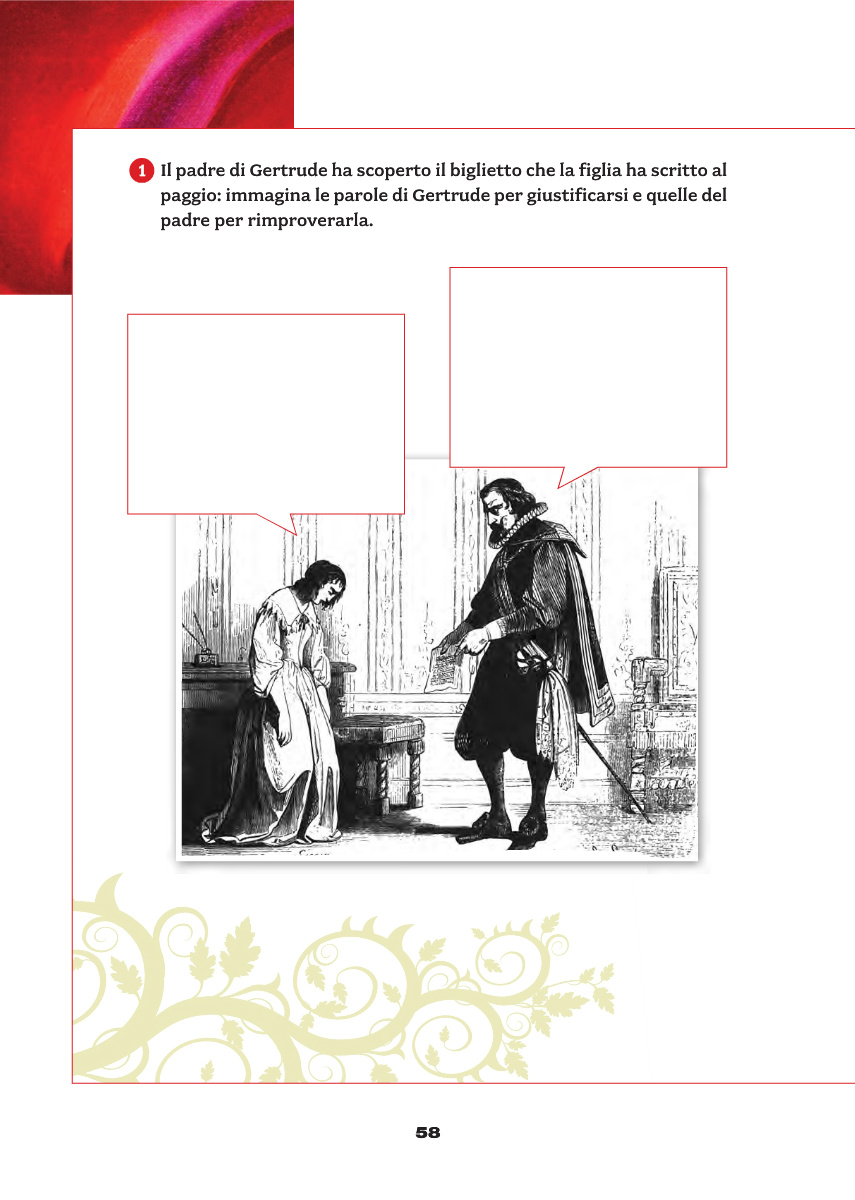 1 Il padre di Gertrude ha scoperto il biglietto che la figlia ha scritto al
paggio: immagina le parole di Gertrude per giustificarsi e quelle del
padre per rimproverarla.
58